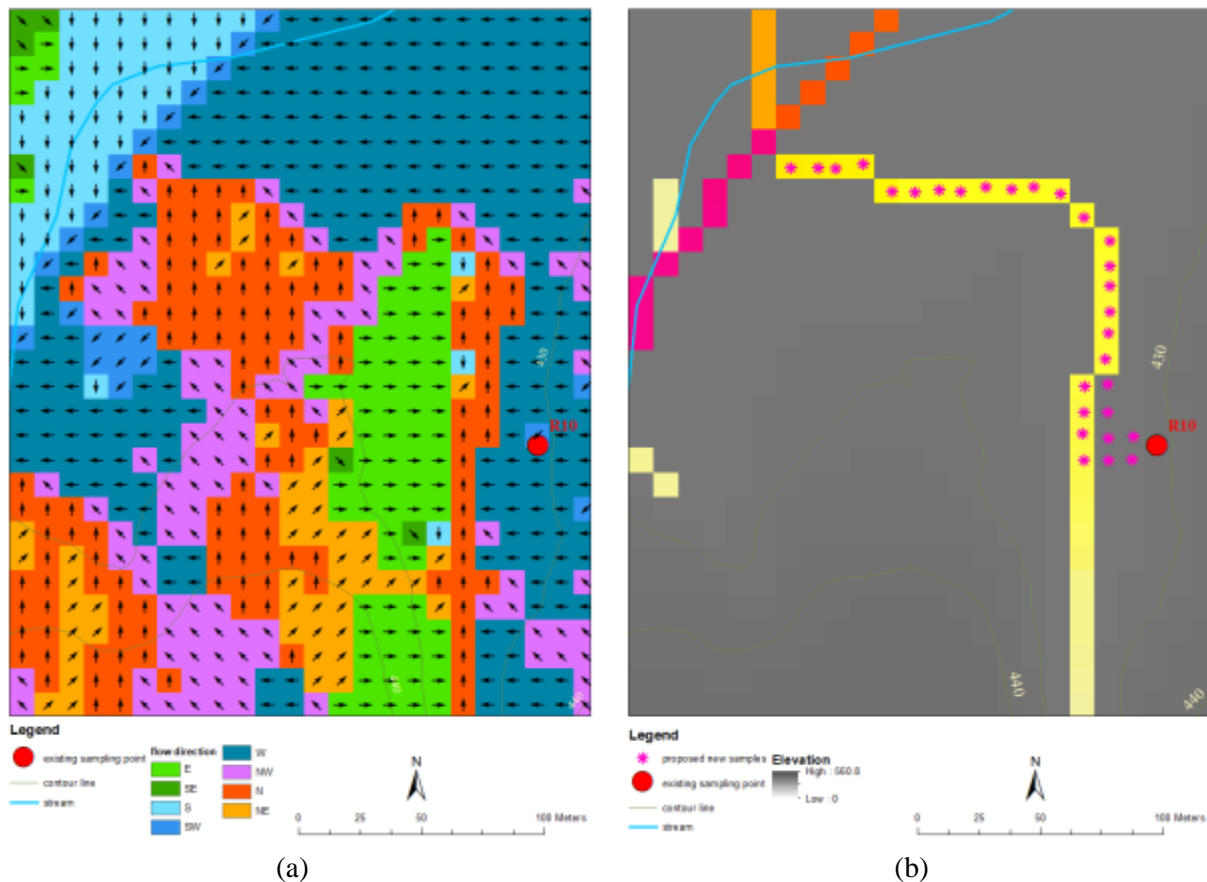 430
R10
440
440
430
R10
440
440
Legend
existing sampling point
contour line
stream
flow direction
E
SE
S
SW
W
NW
N
NE
N
0 25 50 100 Meters
Legend
proposed new samples
existing sampling point
contour line
stream
Elevation
High : 560.8
Low : 0
N
0 25 50 100 Meters
(a)
(b)